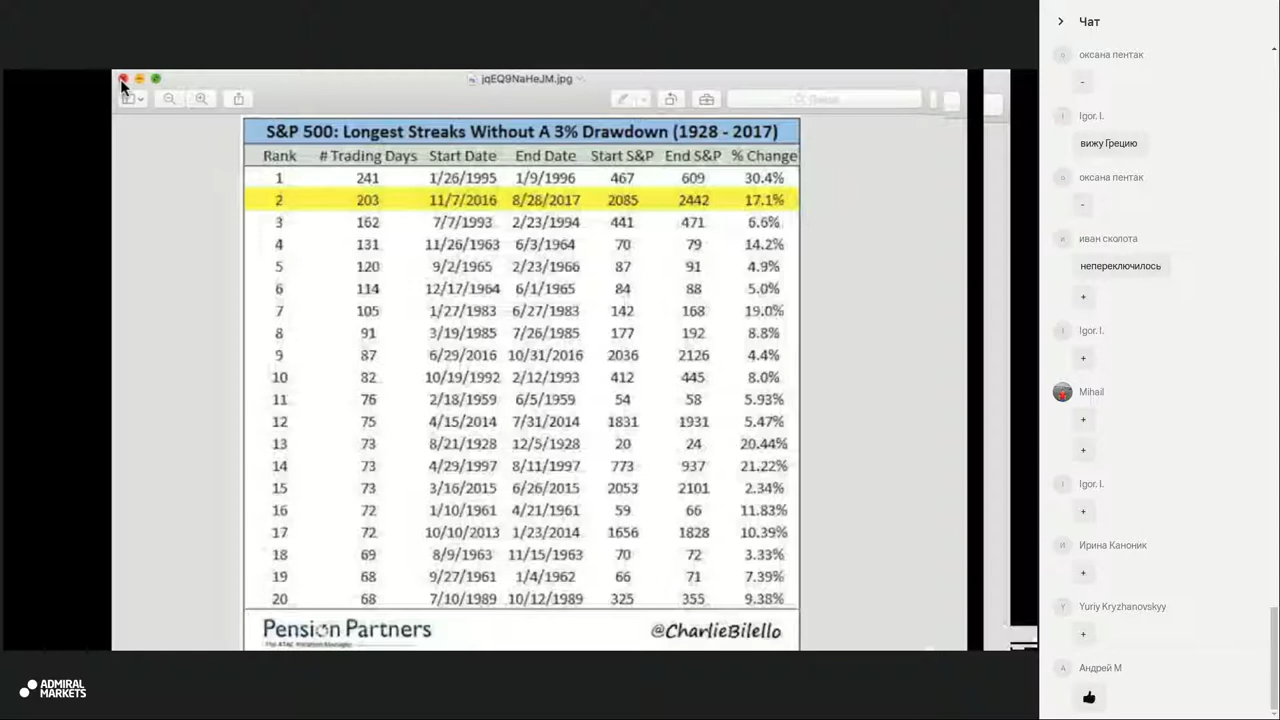 jqEQ9NaHeJM.jpg
S&P 500: Longest Streaks Without A 3% Drawdown (1928 - 2017)
Rank # Trading Days Start Date End Date Start S&P End S&P % Change
1 241 1/26/1995 1/9/1996 467 609 30.4%
2 203 11/7/2016 8/28/2017 2085 2442 17.1%
3 162 7/7/1993 2/23/1994 441 471 6.6%
4 131 11/26/1963 6/3/1964 70 79 14.2%
5 120 9/2/1965 2/23/1966 87 91 4.9%
6 114 12/17/1964 6/1/1965 84 88 5.0%
7 105 1/27/1983 6/27/1983 142 168 19.0%
8 91 3/19/1985 7/26/1985 177 192 8.8%
9 87 6/29/2016 10/31/2016 2036 2126 4.4%
10 82 10/19/1992 2/12/1993 412 445 8.0%
11 76 2/18/1959 6/5/1959 54 58 5.93%
12 75 4/15/2014 7/31/2014 1831 1931 5.47%
13 73 8/21/1928 12/5/1928 20 24 20.44%
14 73 4/29/1997 8/11/1997 773 937 21.22%
15 73 3/16/2015 6/26/2015 2053 2101 2.34%
16 72 1/10/1961 4/21/1961 59 66 11.83%
17 72 10/10/2013 1/23/2014 1656 1828 10.39%
18 69 8/9/1963 11/15/1963 70 72 3.33%
19 68 9/27/1961 1/4/1962 66 71 7.39%
20 68 7/10/1989 10/12/1989 325 355 9.38%
Pension Partners
@CharlieBilello
ADMIRAL
MARKETS
Чат
оксана пентак
-
Igor. I.
вижу Грецию
оксана пентак
-
иван сколота
непереключилось
+
Igor. I.
+
Mihail
+
+
Igor. I.
+
Ирина Каноник
+
Yuriy Kryzhanovskyy
+
Андрей М